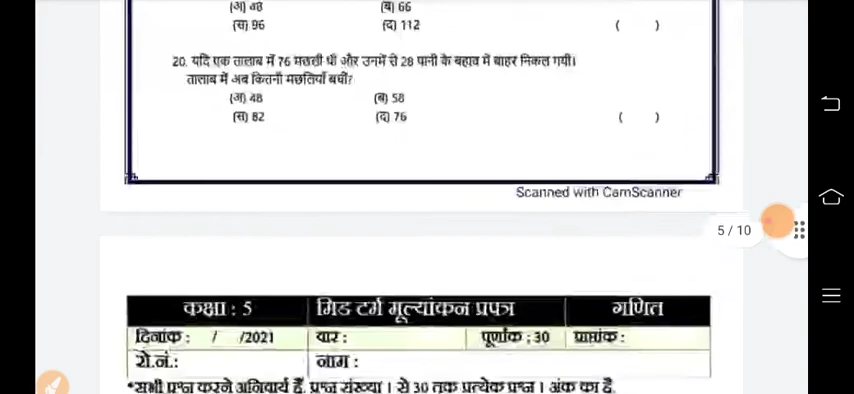 (अ) 48 (ब) 66
(स) 96 (द) 112 ( )
20. यदि एक तालाब में 76 मछली थी और उनमें से 28 पानी के बहाव में बाहर निकल गयी।
तालाब में अब कितनी मछलियाँ बचीं?
(अ) 48 (ब) 58
(स) 82 (द) 76 ( )
Scanned with CamScanner
5 / 10
कक्षा : 5 मिड टर्म मूल्यांकन प्रपत्र गणित
दिनांक : / /2021 वार : पूर्णांक : 30 प्राप्तांक :
रो.नं.: नाम :
*सभी प्रश्न करने अनिवार्य हैं. प्रश्न संख्या 1 से 30 तक प्रत्येक प्रश्न 1 अंक का है.